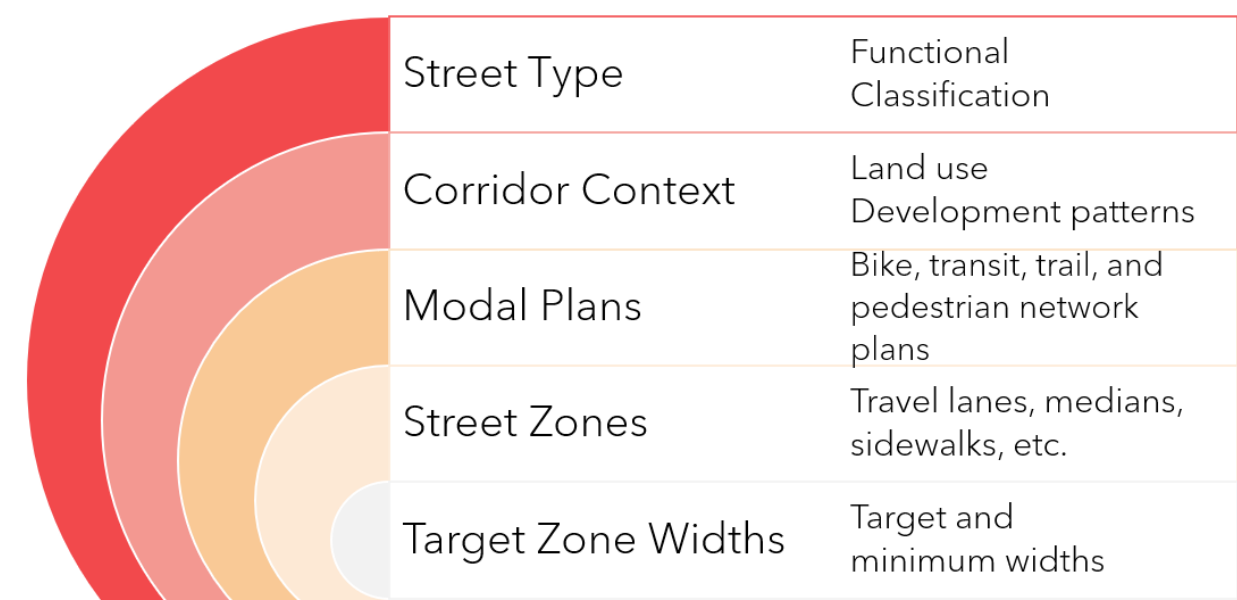 Street Type
Functional
Classification
Corridor Context
Land use
Development patterns
Modal Plans
Bike, transit, trail, and
pedestrian network
plans
Street Zones
Travel lanes, medians,
sidewalks, etc.
Target Zone Widths
Target and
minimum widths